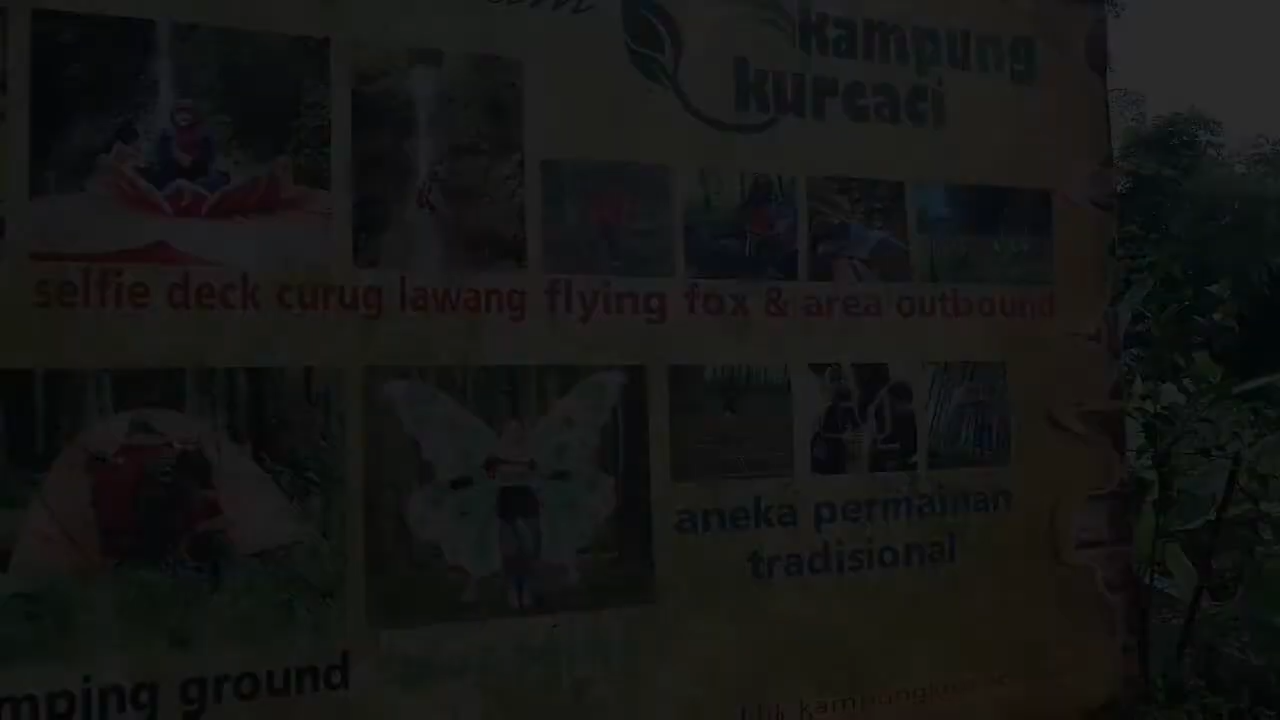 kampung
kurcaci
selfie deck curug lawang flying fox & area outbound
aneka permainan
tradisional
mping ground